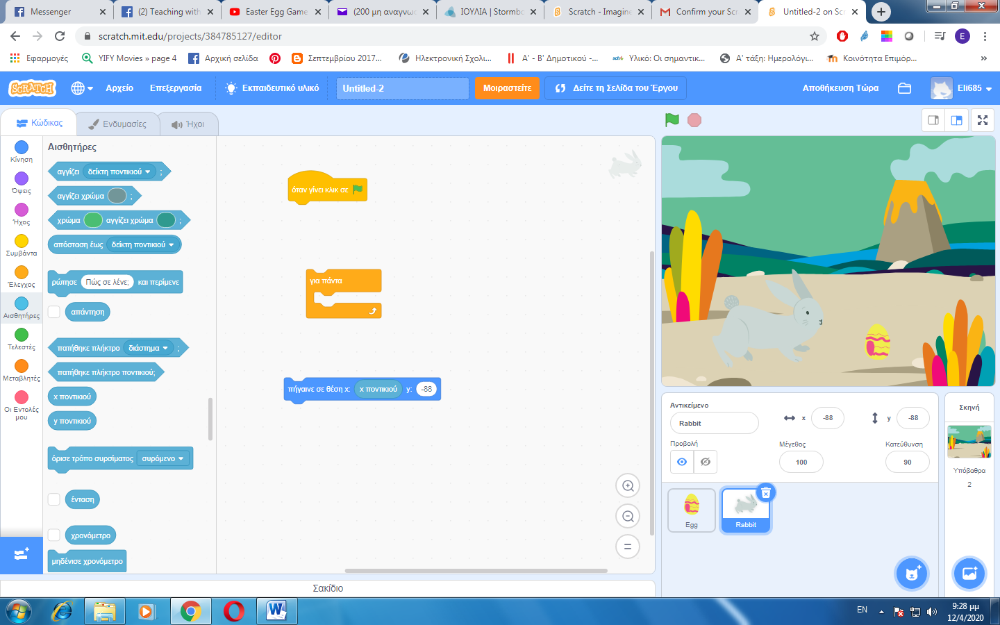 Messenger
(2) Teaching with
Easter Egg Game
(200 μη αναγνωσ
ΙΟΥΛΙΑ | Stormbo
Scratch - Imagine
Confirm your Scr
Untitled-2 on Scr
scratch.mit.edu/projects/384785127/editor
E
Εφαρμογές
YIFY Movies » page 4
Αρχική σελίδα
Σεπτεμβρίου 2017...
Ηλεκτρονική Σχολι...
Α' - Β' Δημοτικού -...
Υλικό: Οι σημαντικ...
Α' τάξη: Ημερολόγι...
Κοινότητα Επιμόρ...
»
SCRATCH
Αρχείο
Επεξεργασία
Εκπαιδευτικό υλικό
Untitled-2
Μοιραστείτε
Δείτε τη Σελίδα του Έργου
Αποθήκευση Τώρα
Eli685
Κώδικας
Ενδυμασίες
Ήχοι
Κίνηση
Όψεις
Ήχος
Συμβάντα
Έλεγχος
Αισθητήρες
Τελεστές
Μεταβλητές
Οι Εντολές
μου
Αισθητήρες
αγγίζει δείκτη ποντικιού ;
αγγίζει χρώμα ;
χρώμα αγγίζει χρώμα ;
απόσταση έως δείκτη ποντικιού
ρώτησε Πώς σε λένε; και περίμενε
απάντηση
πατήθηκε πλήκτρο διάστημα ;
πατήθηκε πλήκτρο ποντικιού;
x ποντικιού
y ποντικιού
όρισε τρόπο συρσίματος συρόμενο
ένταση
χρονόμετρο
μηδένισε χρονόμετρο
όταν γίνει κλικ σε
για πάντα
πήγαινε σε θέση x: x ποντικιού y: -88
Σακίδιο
Αντικείμενο
Rabbit
x -88
y -88
Προβολή
Μέγεθος
100
Κατεύθυνση
90
Egg
Rabbit
Σκηνή
Υπόβαθρα
2
EN
9:28 μμ
12/4/2020